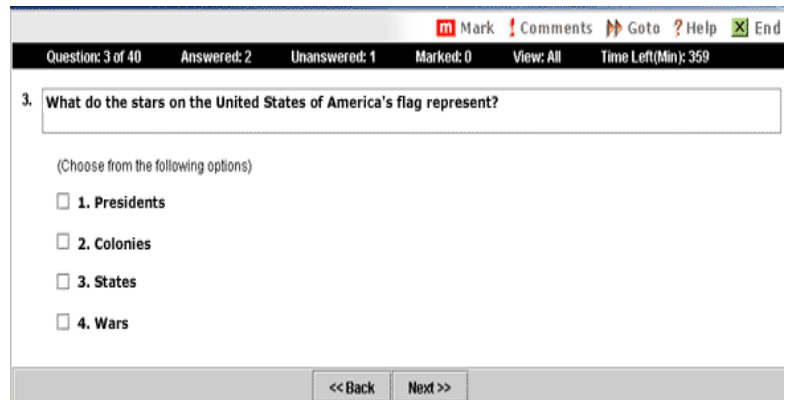 m Mark ! Comments Goto ? Help X End
Question: 3 of 40 Answered: 2 Unanswered: 1 Marked: 0 View: All Time Left(Min): 359
3. What do the stars on the United States of America's flag represent?
(Choose from the following options)
1. Presidents
2. Colonies
3. States
4. Wars
<< Back Next >>